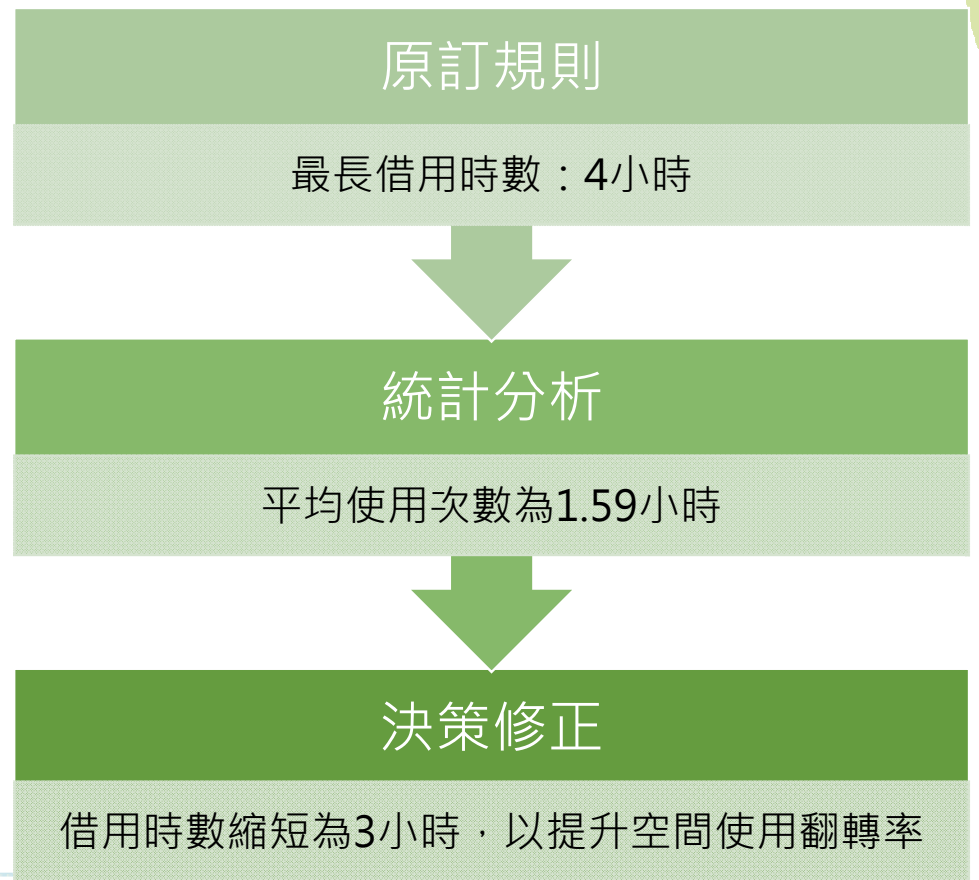 原訂規則
最長借用時數：4小時
統計分析
平均使用次數為1.59小時
決策修正
借用時數縮短為3小時，以提升空間使用翻轉率